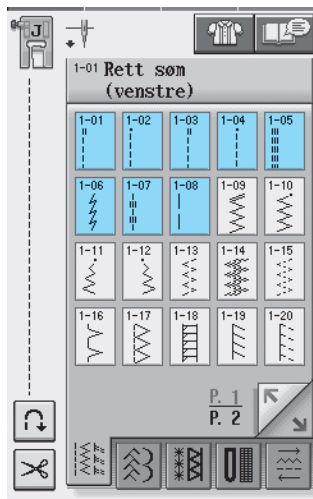 J
1-01 Rett søm
(venstre)
1-01 1-02 1-03 1-04 1-05
1-06 1-07 1-08 1-09 1-10
1-11 1-12 1-13 1-14 1-15
1-16 1-17 1-18 1-19 1-20
P. 1
P. 2